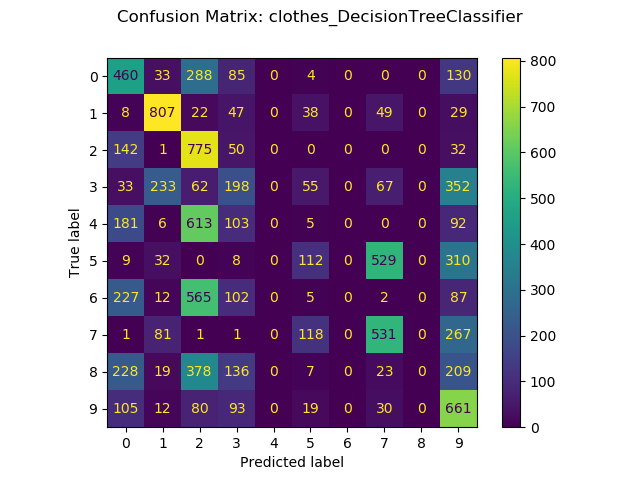 Confusion Matrix: clothes_DecisionTreeClassifier
0 460 33 288 85 0 4 0 0 0 130
1 8 807 22 47 0 38 0 49 0 29
2 142 1 775 50 0 0 0 0 0 32
3 33 233 62 198 0 55 0 67 0 352
4 181 6 613 103 0 5 0 0 0 92
5 9 32 0 8 0 112 0 529 0 310
6 227 12 565 102 0 5 0 2 0 87
7 1 81 1 1 0 118 0 531 0 267
8 228 19 378 136 0 7 0 23 0 209
9 105 12 80 93 0 19 0 30 0 661
0 1 2 3 4 5 6 7 8 9
Predicted label
True label
800
700
600
500
400
300
200
100
0